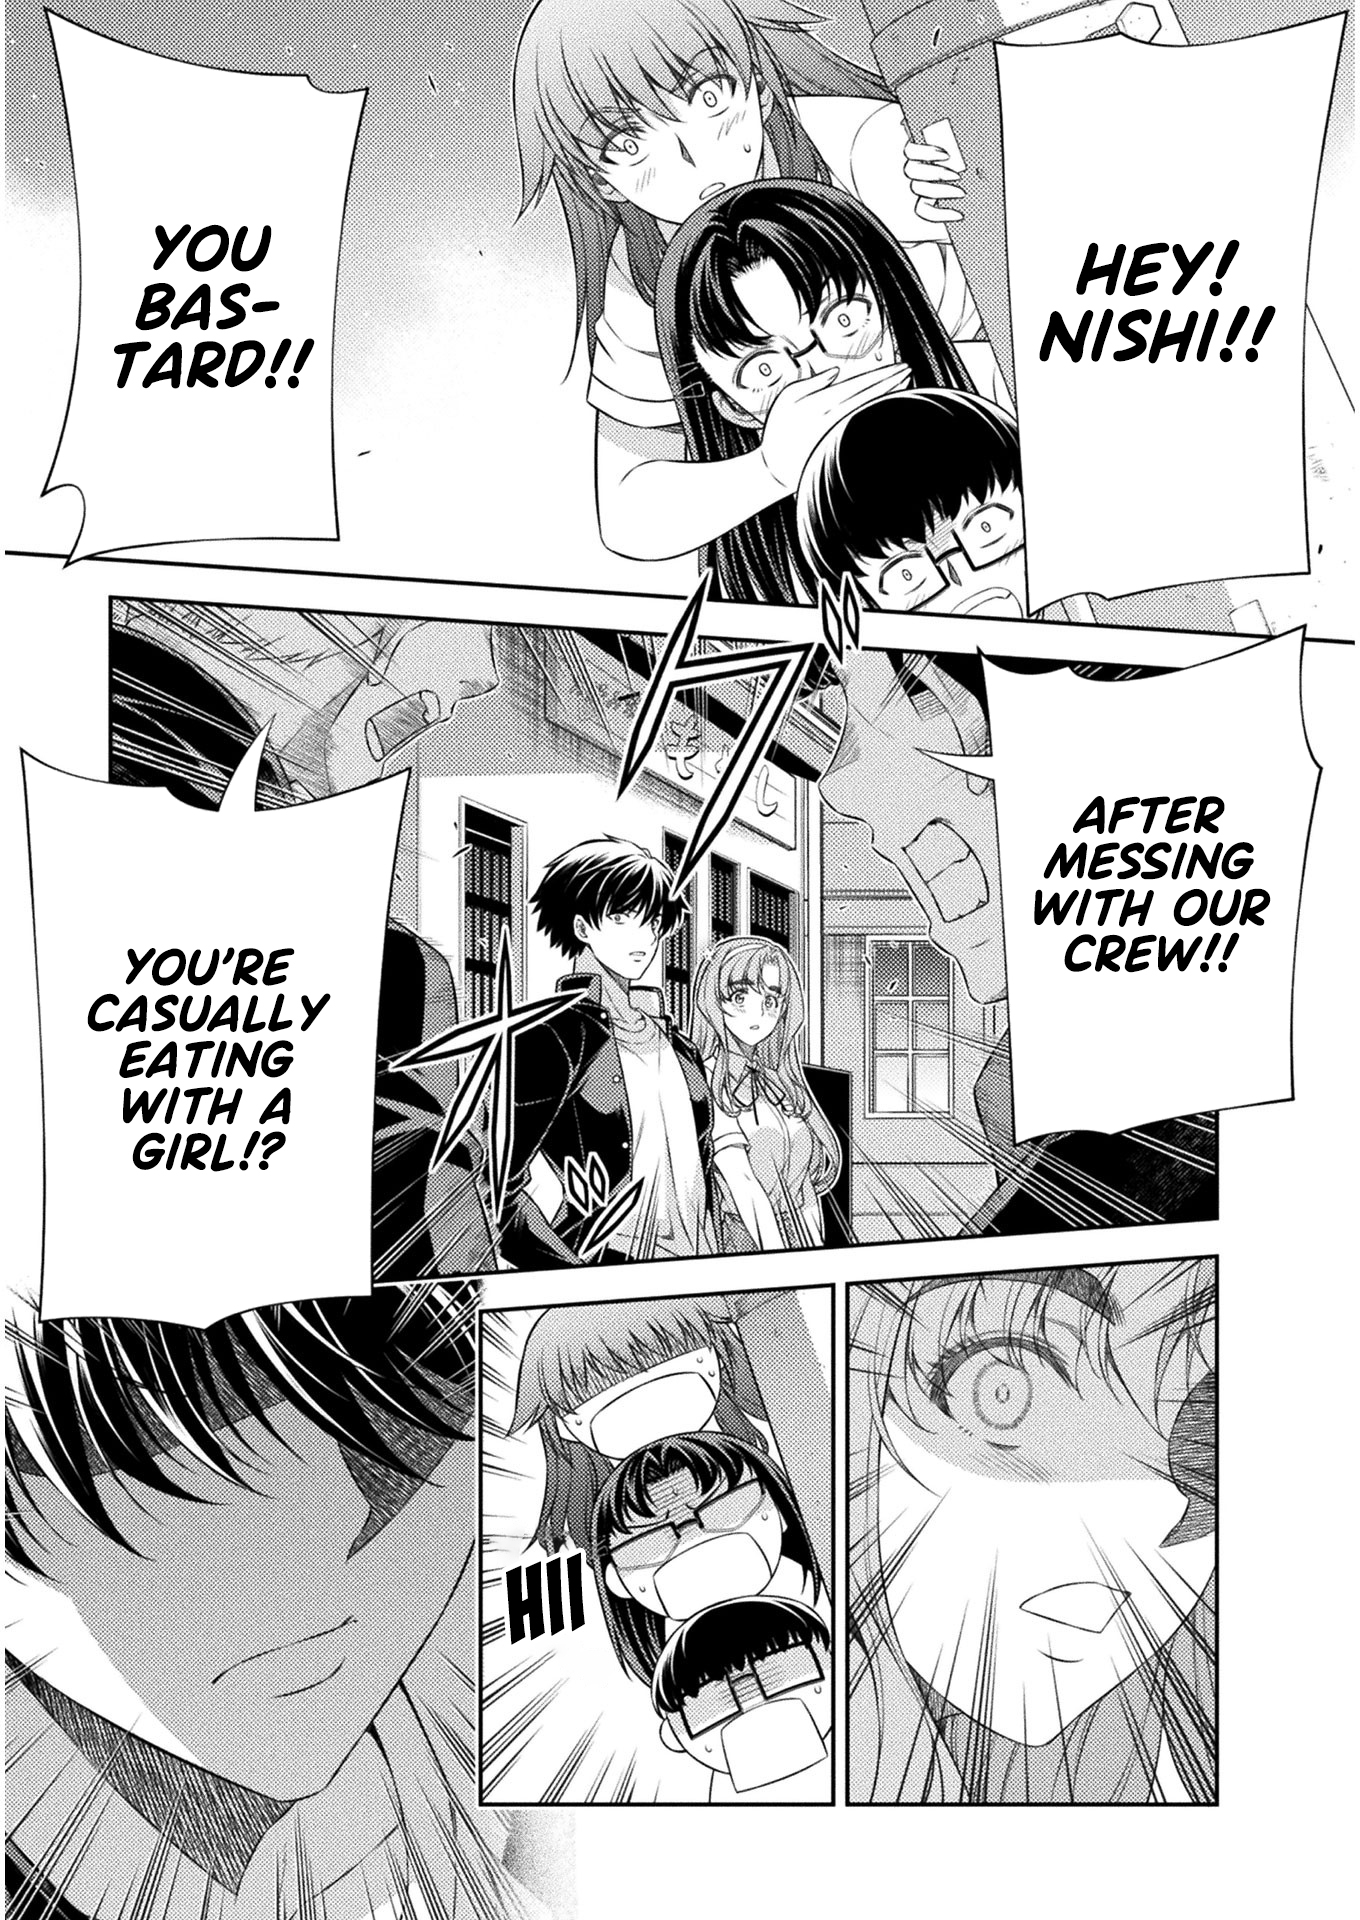 HEY!
NISHI!!
YOU
BAS-
TARD!!
AFTER
MESSING
WITH OUR
CREW!!
YOU'RE
CASUALLY
EATING
WITH A
GIRL!?
HII